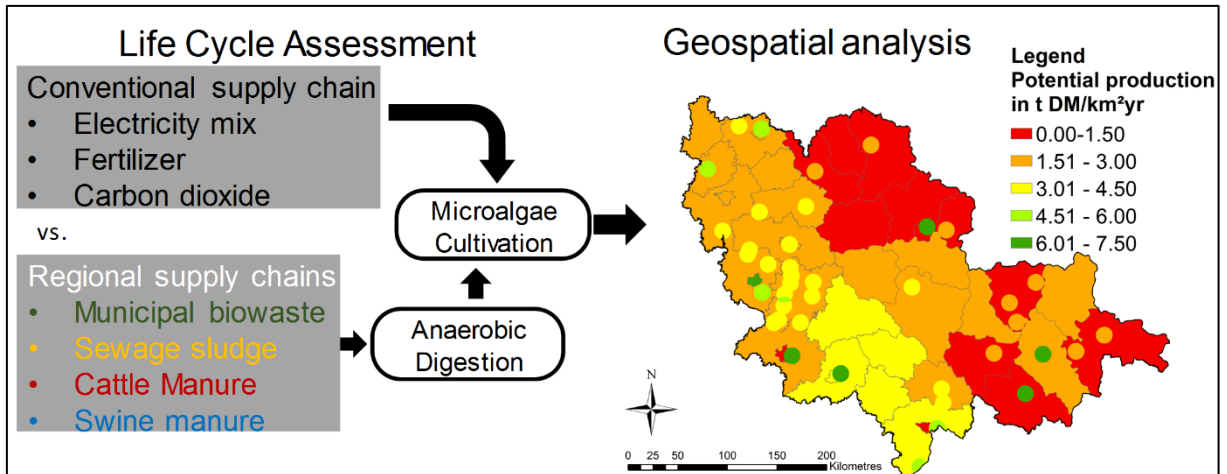 Life Cycle Assessment
Conventional supply chain
• Electricity mix
• Fertilizer
• Carbon dioxide
vs.
Regional supply chains
• Municipal biowaste
• Sewage sludge
• Cattle Manure
• Swine manure
Microalgae
Cultivation
Anaerobic
Digestion
Geospatial analysis
Legend
Potential production
in t DM/km²yr
0.00-1.50
1.51 - 3.00
3.01 - 4.50
4.51 - 6.00
6.01 - 7.50
N
0 25 50 100 150 200
Kilometres